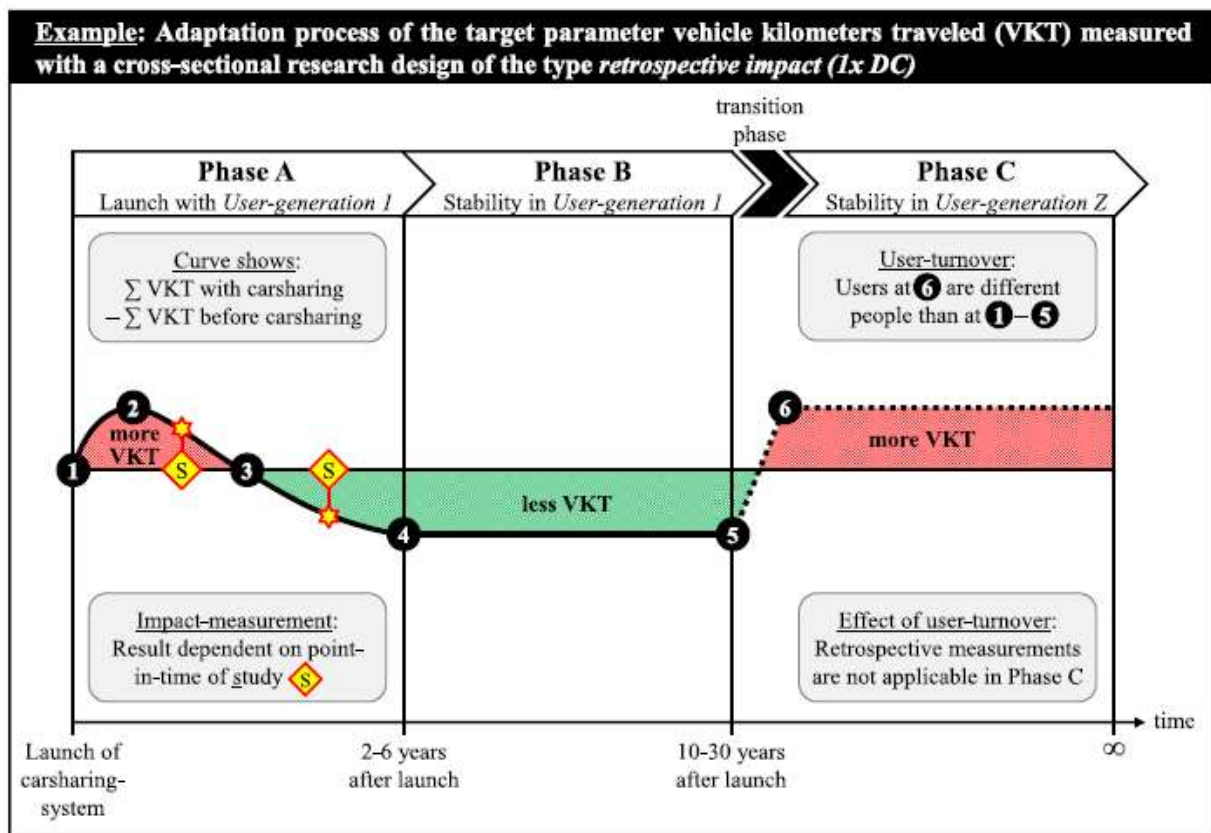 Example: Adaptation process of the target parameter vehicle kilometers traveled (VKT) measured
with a cross-sectional research design of the type retrospective impact (1x DC)
transition
phase
Phase A
Launch with User-generation 1
Phase B
Stability in User-generation 1
Phase C
Stability in User-generation Z
Curve shows:
∑ VKT with carsharing
– ∑ VKT before carsharing
User-turnover:
Users at 6 are different
people than at 1 – 5
1
2
more
VKT
S
3
S
4
less VKT
5
6
more VKT
Impact-measurement:
Result dependent on point-
in-time of study S
Effect of user-turnover:
Retrospective measurements
are not applicable in Phase C
time
Launch of
carsharing-
system
2-6 years
after launch
10-30 years
after launch
∞